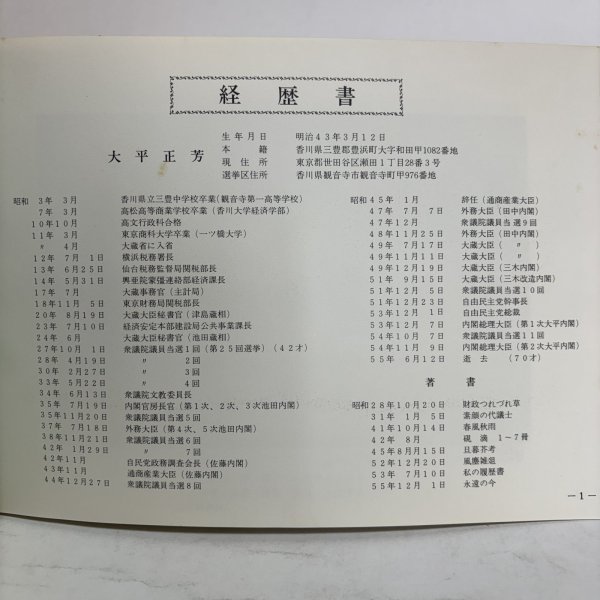 経歴書
大平正芳
生年月日 明治43年3月12日
本籍 香川県三豊郡豊浜町大字和田甲1082番地
現住所 東京都世田谷区瀬田1丁目28番3号
選挙区住所 香川県観音寺市観音寺町甲976番地
昭和 3年 3月 香川県立三豊中学校卒業(観音寺第一高等学校)
7年 3月 高松高等商業学校卒業(香川大学経済学部)
10年10月 高文行政科合格
11年 3月 東京商科大学卒業(一ツ橋大学)
〃 4月 大蔵省に入省
12年 7月 1日 横浜税務署長
13年 6月25日 仙台税務監督局間税部長
14年 5月31日 興亜院蒙彊連絡部経済課長
17年 7月 大蔵事務官(主計局)
18年11月 5日 東京財務局間税部長
20年 8月19日 大蔵大臣秘書官(津島蔵相)
23年 7月10日 経済安定本部建設局公共事業課長
24年 6月 大蔵大臣秘書官(池田蔵相)
27年10月 1日 衆議院議員当選1回(第25回選挙)(42才)
28年 4月19日 〃 2回
30年 2月27日 〃 3回
33年 5月22日 〃 4回
34年 6月13日 衆議院文教委員長
35年 7月19日 内閣官房長官(第1次、2次、3次池田内閣)
35年11月20日 衆議院議員当選5回
37年 7月18日 外務大臣(第4次、5次池田内閣)
38年11月21日 衆議院議員当選6回
42年 1月29日 〃 7回
42年11月 自民党政務調査会長(佐藤内閣)
43年11月 通商産業大臣(佐藤内閣)
44年12月27日 衆議院議員当選8回
昭和45年 1月 辞任(通商産業大臣)
47年 7月 7日 外務大臣(田中内閣)
47年12月 衆議院議員当選9回
48年11月25日 外務大臣(田中内閣)
49年 7月17日 大蔵大臣(〃)
49年11月11日 大蔵大臣(〃)
49年12月19日 大蔵大臣(三木内閣)
51年 9月15日 大蔵大臣(三木改造内閣)
51年12月 5日 衆議院議員当選10回
51年12月23日 自由民主党幹事長
53年12月 1日 自由民主党総裁
53年12月 7日 内閣総理大臣(第1次大平内閣)
54年10月 7日 衆議院議員当選11回
54年11月 9日 内閣総理大臣(第2次大平内閣)
55年 6月12日 逝去 (70才)
著書
昭和28年10月20日 財政つれづれ草
31年 1月 5日 素顔の代議士
41年10月14日 春風秋雨
42年 8月 硯滴 1~7冊
45年 8月15日 旦暮芥考
52年12月20日 風塵雑俎
53年 7月10日 私の履歴書
55年12月 1日 永遠の今
—1—